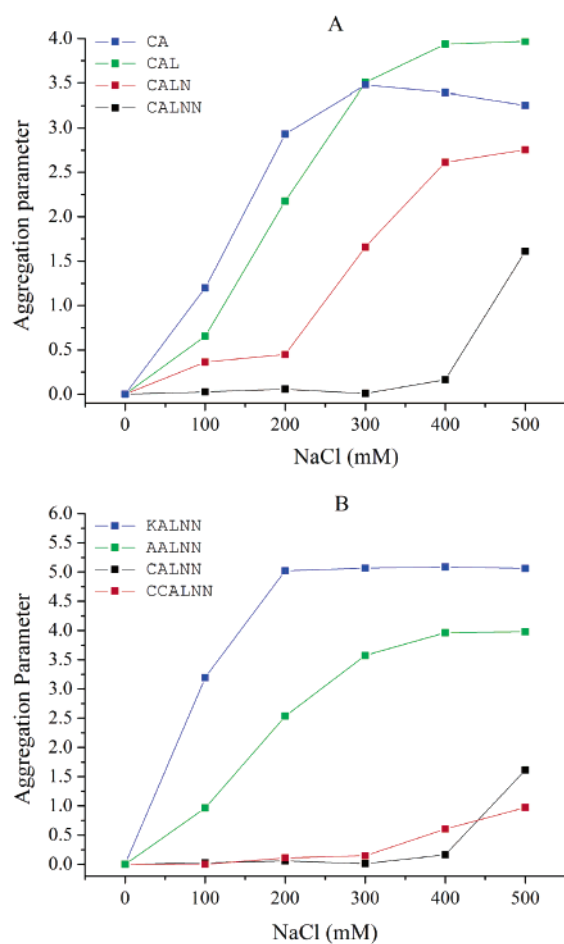 A
CA
CAL
CALN
CALNN
4.0
3.5
3.0
2.5
2.0
1.5
1.0
0.5
0.0
Aggregation parameter
0 100 200 300 400 500
NaCl (mM)
B
KALNN
AALNN
CALNN
CCALNN
6.0
5.5
5.0
4.5
4.0
3.5
3.0
2.5
2.0
1.5
1.0
0.5
0.0
Aggregation Parameter
0 100 200 300 400 500
NaCl (mM)